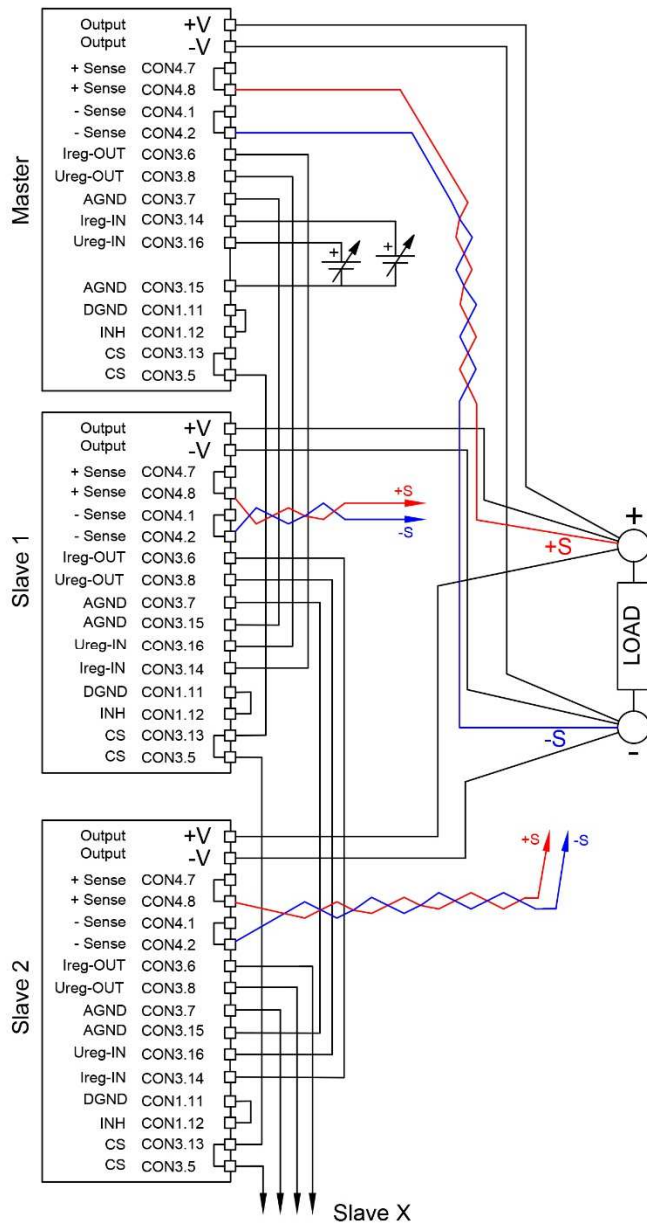 Master
Output +V
Output -V
+ Sense CON4.7
+ Sense CON4.8
- Sense CON4.1
- Sense CON4.2
Ireg-OUT CON3.6
Ureg-OUT CON3.8
AGND CON3.7
Ireg-IN CON3.14
Ureg-IN CON3.16
+ +
AGND CON3.15
DGND CON1.11
INH CON1.12
CS CON3.13
CS CON3.5
Slave 1
Output +V
Output -V
+ Sense CON4.7
+ Sense CON4.8
- Sense CON4.1
- Sense CON4.2
Ireg-OUT CON3.6
Ureg-OUT CON3.8
AGND CON3.7
AGND CON3.15
Ureg-IN CON3.16
Ireg-IN CON3.14
DGND CON1.11
INH CON1.12
CS CON3.13
CS CON3.5
+S
-S
+
+S
LOAD
-S
-
Slave 2
Output +V
Output -V
+ Sense CON4.7
+ Sense CON4.8
- Sense CON4.1
- Sense CON4.2
Ireg-OUT CON3.6
Ureg-OUT CON3.8
AGND CON3.7
AGND CON3.15
Ureg-IN CON3.16
Ireg-IN CON3.14
DGND CON1.11
INH CON1.12
CS CON3.13
CS CON3.5
+S -S
Slave X